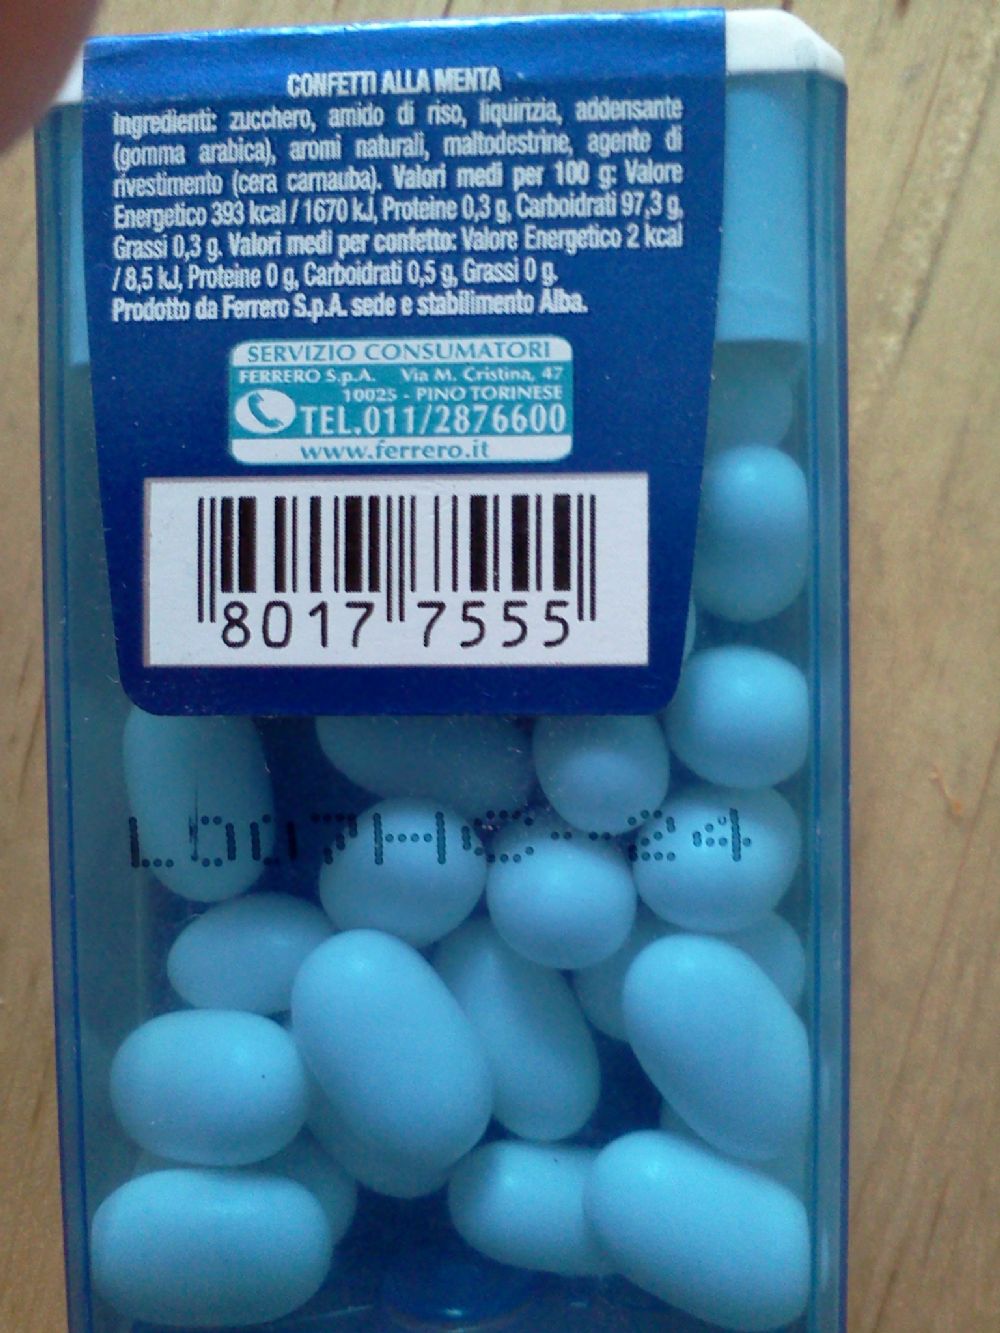 CONFETTI ALLA MENTA
Ingredienti: zucchero, amido di riso, liquirizia, addensante
(gomma arabica), aromi naturali, maltodestrine, agente di
rivestimento (cera carnauba). Valori medi per 100 g: Valore
Energetico 393 kcal / 1670 kJ, Proteine 0,3 g, Carboidrati 97,3 g,
Grassi 0,3 g. Valori medi per confetto: Valore Energetico 2 kcal
/ 8,5 kJ, Proteine 0 g, Carboidrati 0,5 g, Grassi 0 g.
Prodotto da Ferrero S.p.A. sede e stabilimento Alba.
SERVIZIO CONSUMATORI
FERRERO S.p.A. Via M. Cristina, 47
10025 - PINO TORINESE
TEL.011/2876600
www.ferrero.it
8017 7555